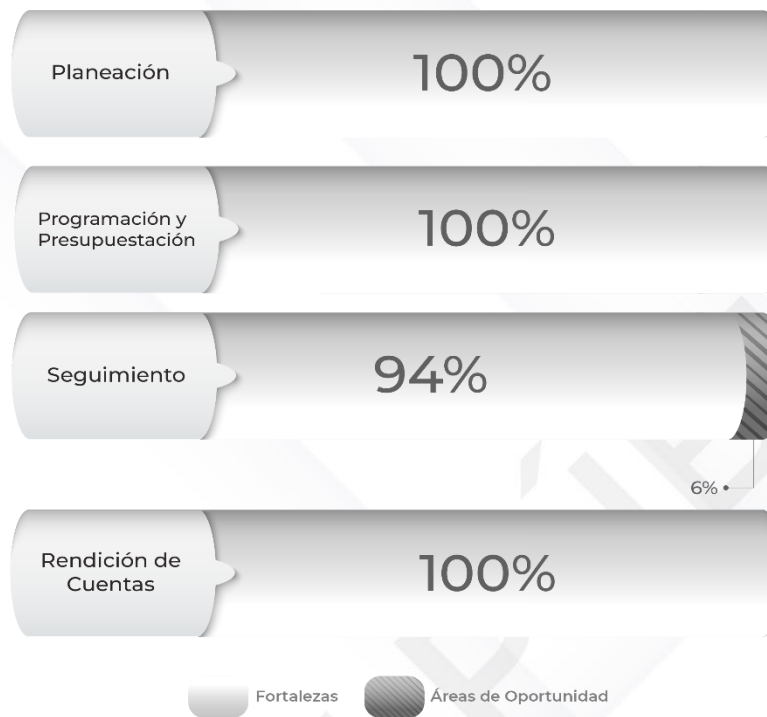 Planeación
100%
Programación y
Presupuestación
100%
Seguimiento
94%
6%
Rendición de
Cuentas
100%
Fortalezas
Áreas de Oportunidad